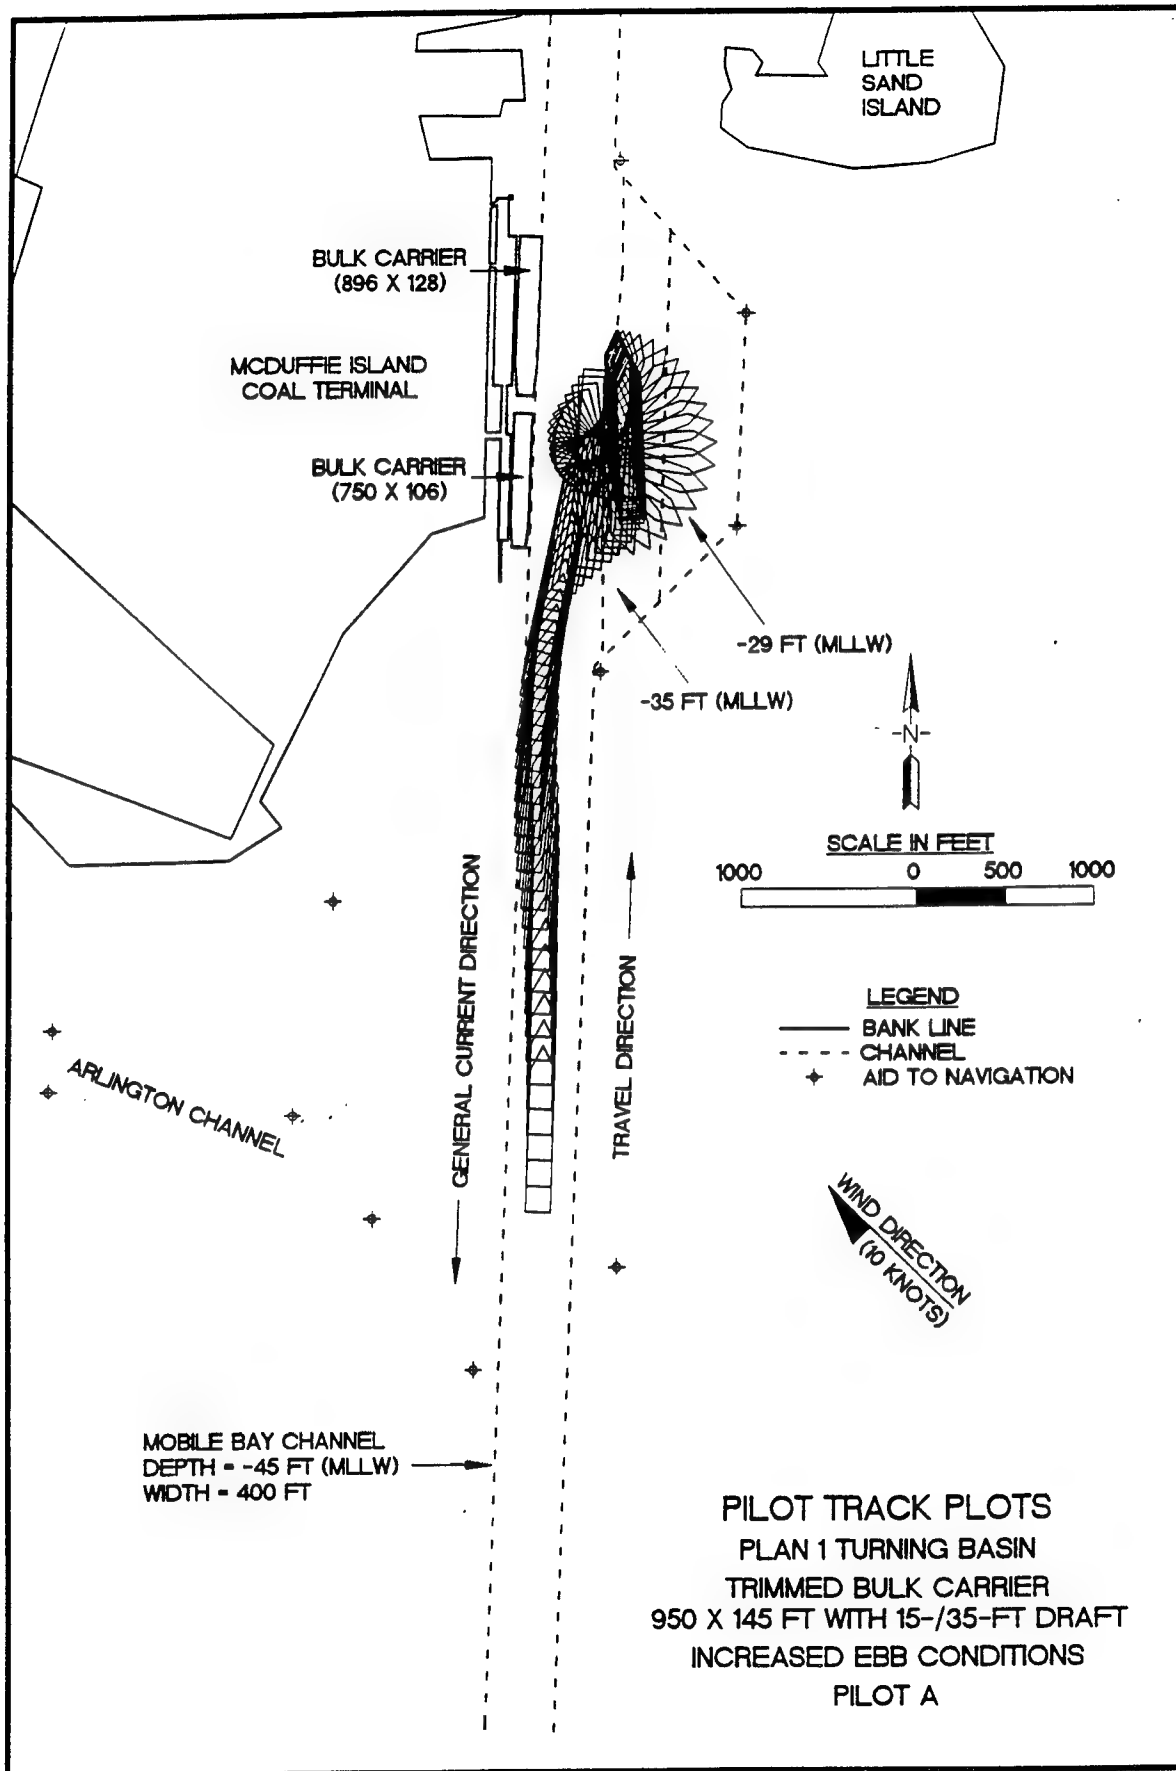 LITTLE
SAND
ISLAND
BULK CARRIER
(896 X 128)
MCDUFFIE ISLAND
COAL TERMINAL
BULK CARRIER
(750 X 106)
-29 FT (MLLW)
-35 FT (MLLW)
-N-
SCALE IN FEET
1000 0 500 1000
GENERAL CURRENT DIRECTION
TRAVEL DIRECTION
LEGEND
BANK LINE
CHANNEL
AID TO NAVIGATION
ARLINGTON CHANNEL
WIND DIRECTION
(10 KNOTS)
MOBILE BAY CHANNEL
DEPTH = -45 FT (MLLW)
WIDTH = 400 FT
PILOT TRACK PLOTS
PLAN 1 TURNING BASIN
TRIMMED BULK CARRIER
950 X 145 FT WITH 15-/35-FT DRAFT
INCREASED EBB CONDITIONS
PILOT A